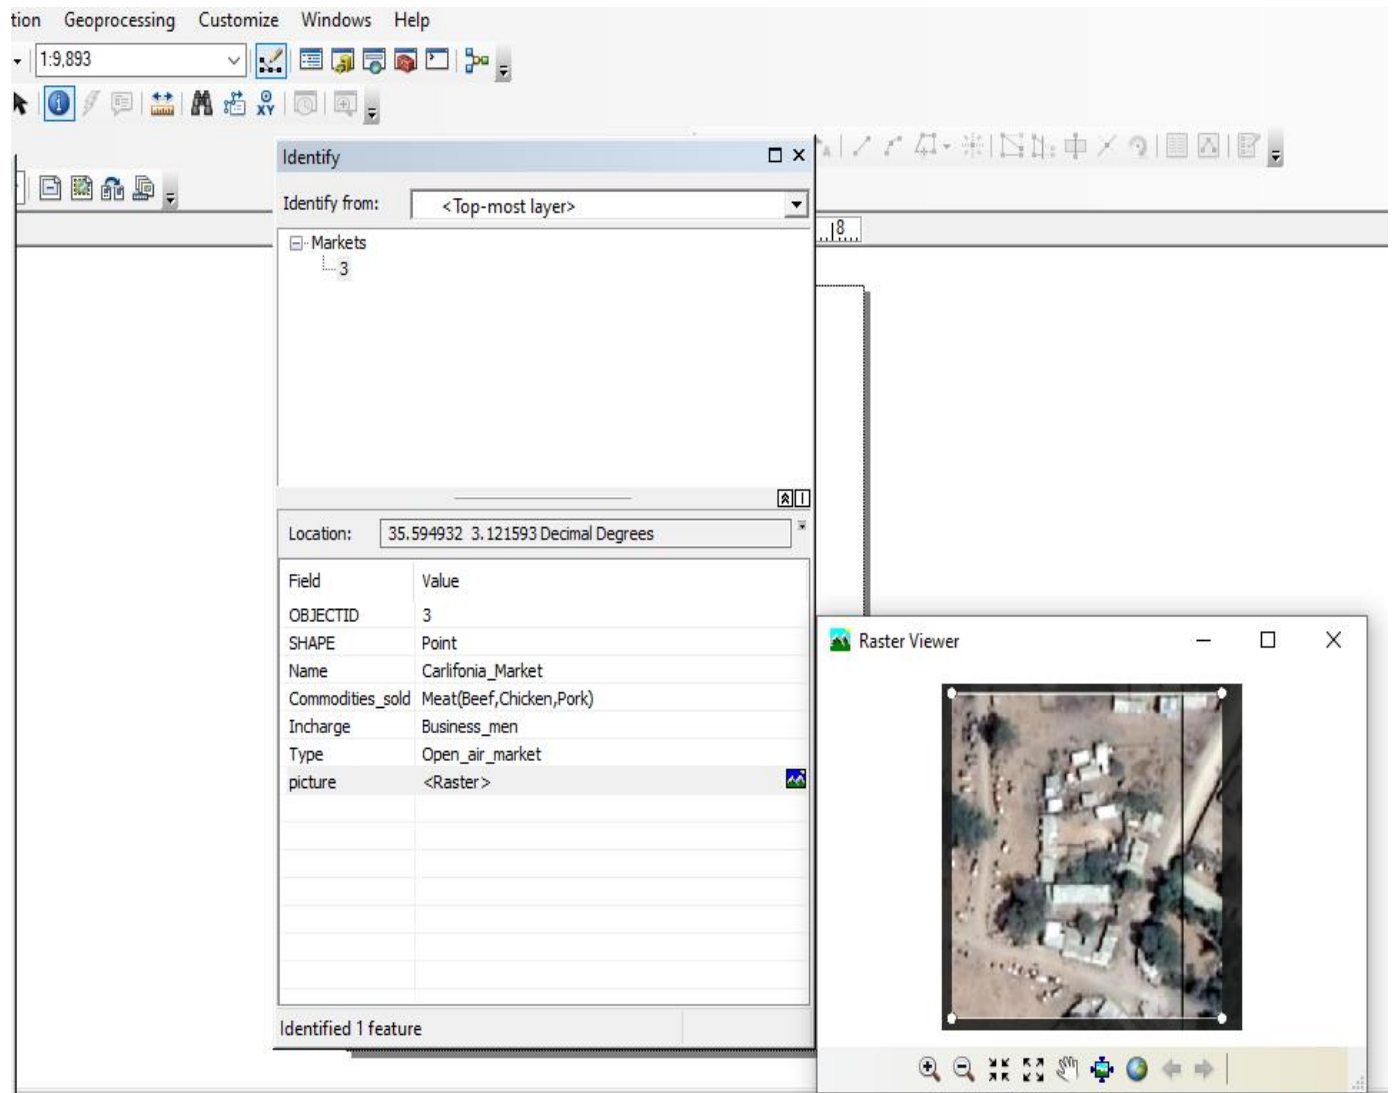 tion Geoprocessing Customize Windows Help
1:9,893
XY
Identify
Identify from: <Top-most layer>
8
Markets
3
Location: 35.594932 3.121593 Decimal Degrees
Field Value
OBJECTID 3
SHAPE Point
Name Carlifonia_Market
Commodities_sold Meat(Beef,Chicken,Pork)
Incharge Business_men
Type Open_air_market
picture <Raster>
Identified 1 feature
Raster Viewer